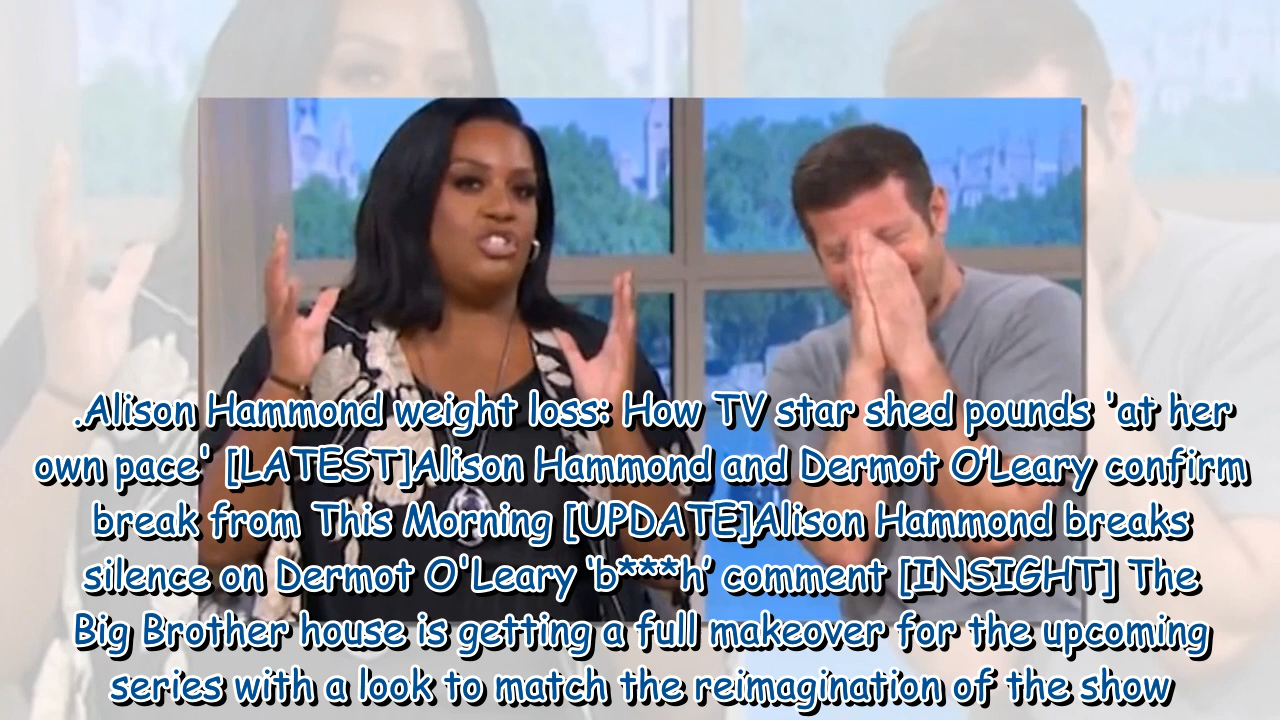 .Alison Hammond weight loss: How TV star shed pounds 'at her
own pace' [LATEST]Alison Hammond and Dermot O’Leary confirm
break from This Morning [UPDATE]Alison Hammond breaks
silence on Dermot O'Leary ‘b***h’ comment [INSIGHT] The
Big Brother house is getting a full makeover for the upcoming
series with a look to match the reimagination of the show